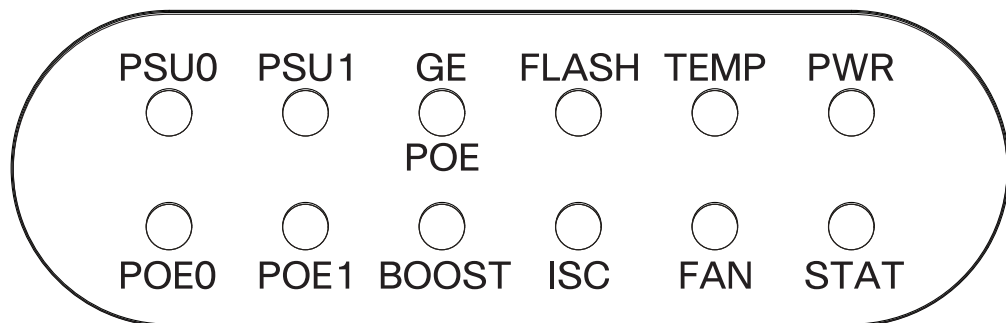 PSU0 PSU1 GE FLASH TEMP PWR
POE
POE0 POE1 BOOST ISC FAN STAT